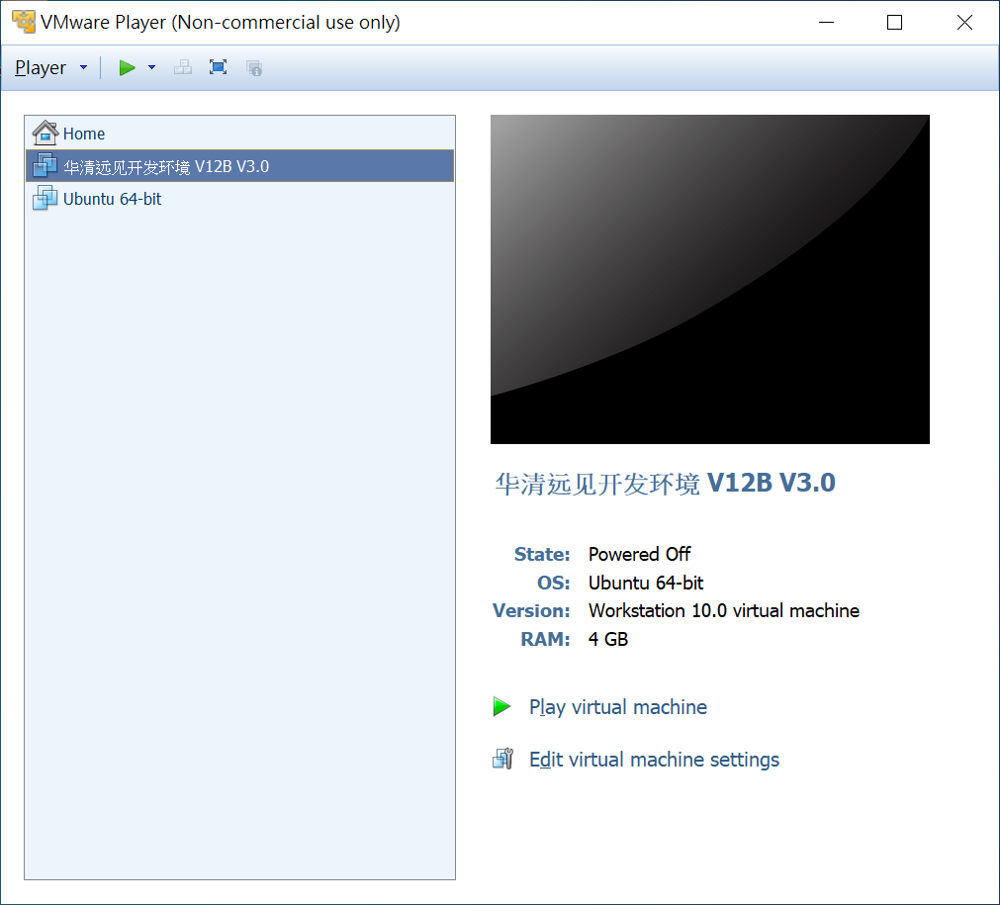 VMware Player (Non-commercial use only)
Player
Home
华清远见开发环境 V12B V3.0
Ubuntu 64-bit
华清远见开发环境 V12B V3.0
State: Powered Off
OS: Ubuntu 64-bit
Version: Workstation 10.0 virtual machine
RAM: 4 GB
Play virtual machine
Edit virtual machine settings